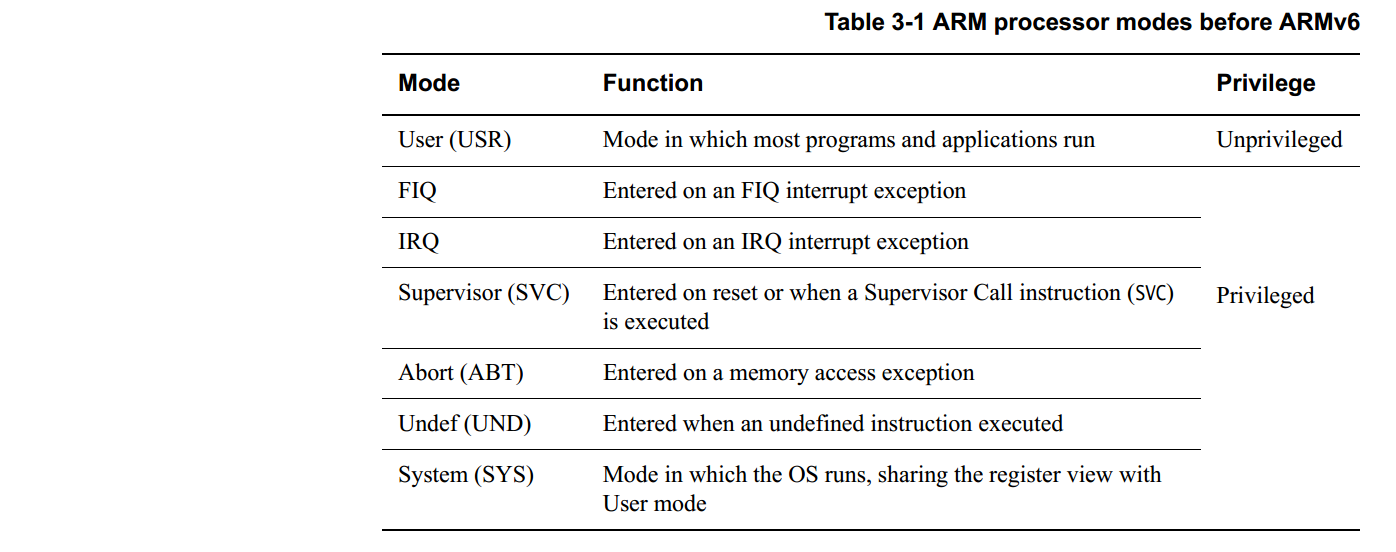 Table 3-1 ARM processor modes before ARMv6
Mode Function Privilege
User (USR) Mode in which most programs and applications run Unprivileged
FIQ Entered on an FIQ interrupt exception
IRQ Entered on an IRQ interrupt exception
Supervisor (SVC) Entered on reset or when a Supervisor Call instruction (SVC) Privileged
is executed
Abort (ABT) Entered on a memory access exception
Undef (UND) Entered when an undefined instruction executed
System (SYS) Mode in which the OS runs, sharing the register view with
User mode